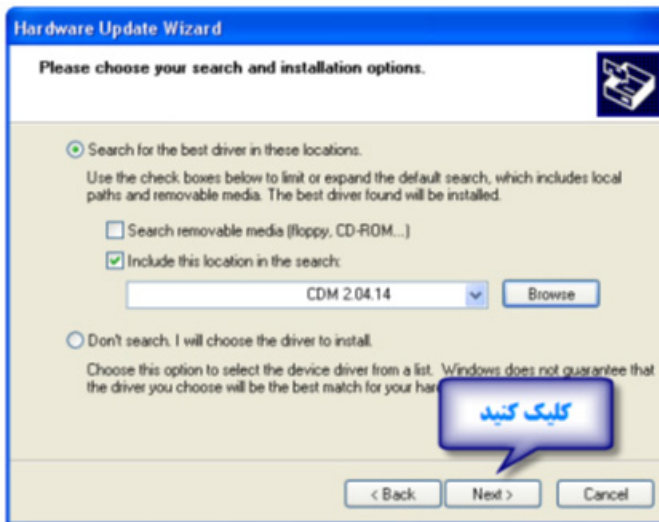 Hardware Update Wizard
Please choose your search and installation options.
Search for the best driver in these locations.
Use the check boxes below to limit or expand the default search, which includes local
paths and removable media. The best driver found will be installed.
Search removable media (floppy, CD-ROM...)
Include this location in the search:
CDM 2.04.14
Browse
Don't search. I will choose the driver to install.
Choose this option to select the device driver from a list. Windows does not guarantee that
the driver you choose will be the best match for your har
کلیک کنید
< Back
Next >
Cancel